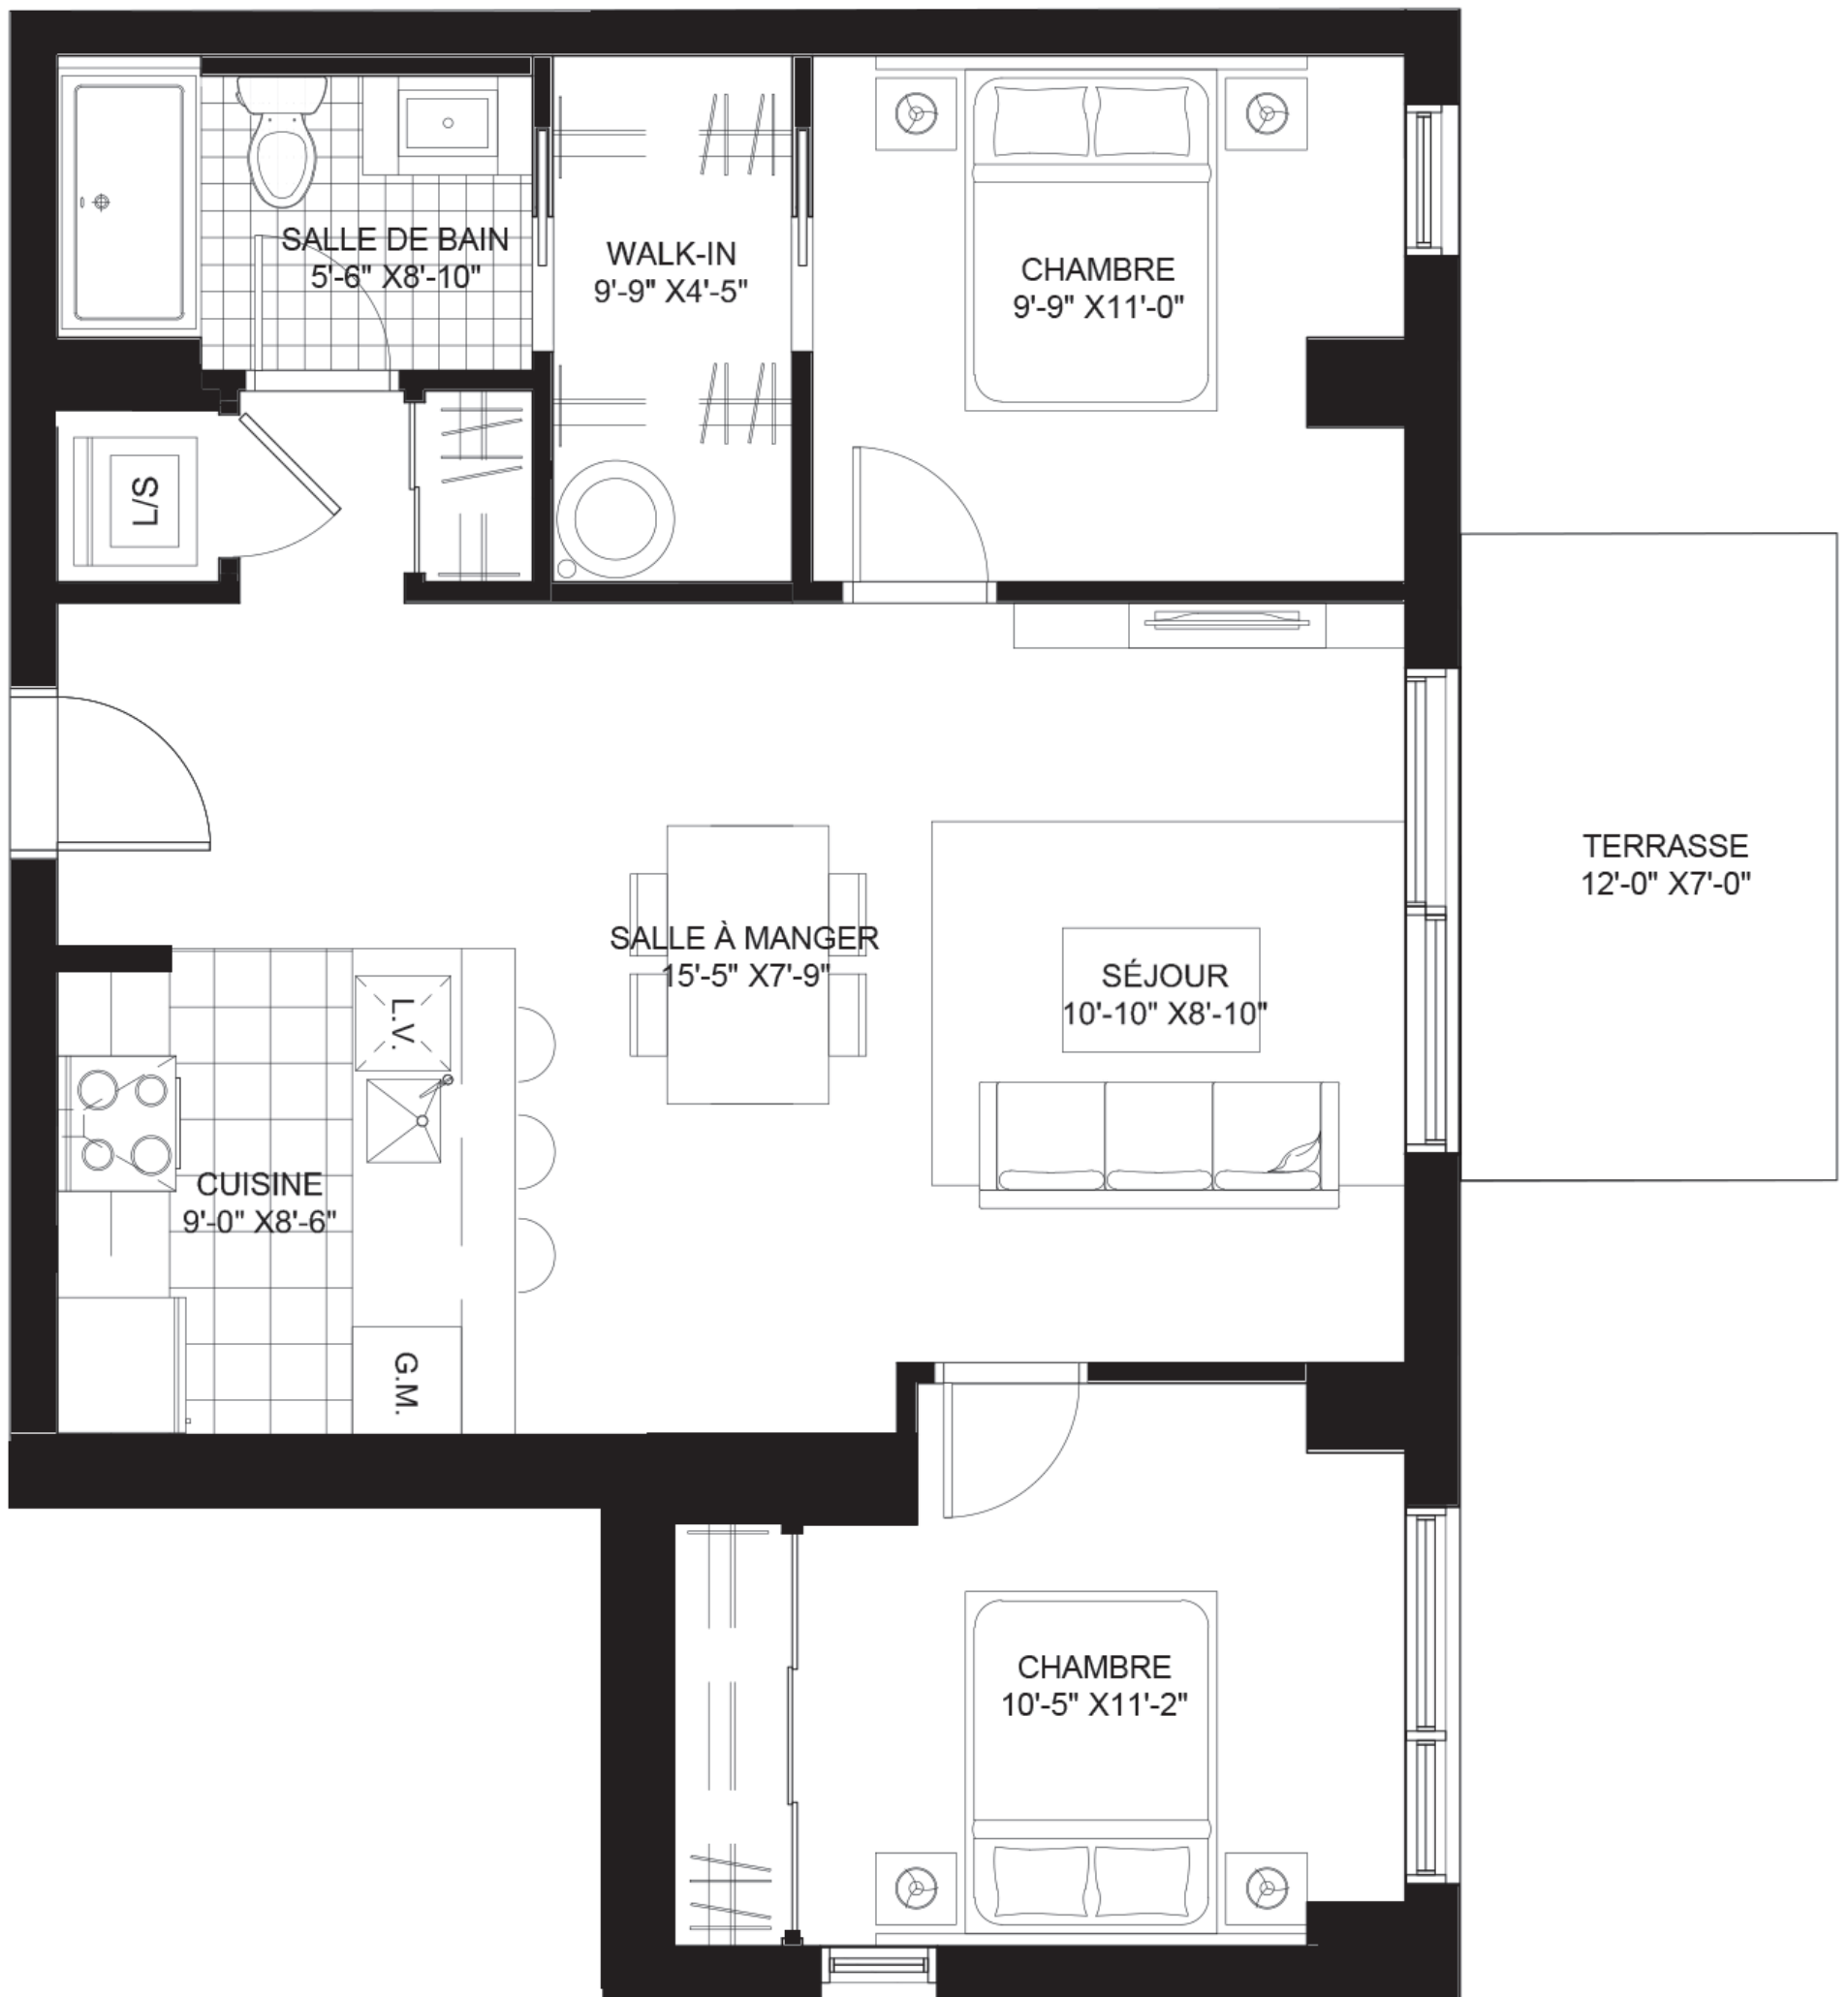 SALLE DE BAIN
5'-6" X8'-10"
WALK-IN
9'-9" X4'-5"
CHAMBRE
9'-9" X11'-0"
L/S
TERRASSE
12'-0" X7'-0"
SALLE À MANGER
15'-5" X7'-9"
SÉJOUR
10'-10" X8'-10"
L.V.
CUISINE
9'-0" X8'-6"
G.M.
CHAMBRE
10'-5" X11'-2"